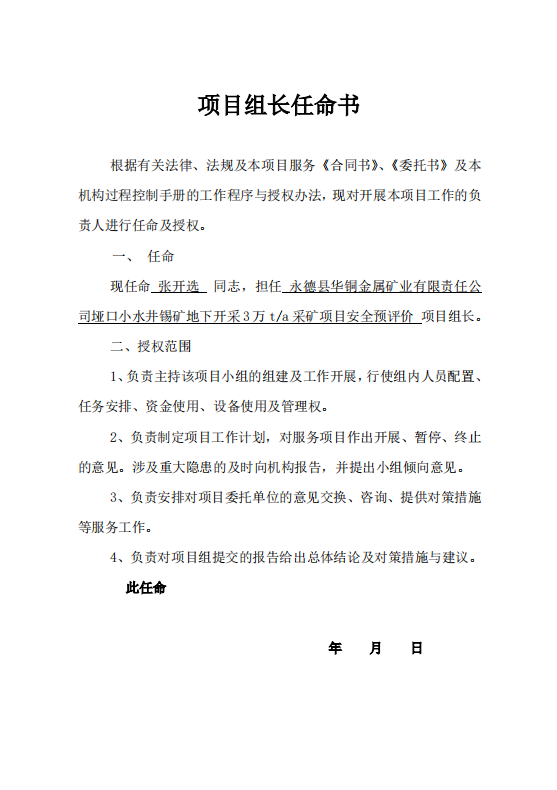 项目组长任命书
根据有关法律、法规及本项目服务《合同书》、《委托书》及本
机构过程控制手册的工作程序与授权办法，现对开展本项目工作的负
责人进行任命及授权。
一、 任命
现任命 张开选 同志，担任 永德县华铜金属矿业有限责任公
司垭口小水井锡矿地下开采3万 t/a 采矿项目安全预评价 项目组长。
二、授权范围
1、负责主持该项目小组的组建及工作开展，行使组内人员配置、
任务安排、资金使用、设备使用及管理权。
2、负责制定项目工作计划，对服务项目作出开展、暂停、终止
的意见。涉及重大隐患的及时向机构报告，并提出小组倾向意见。
3、负责安排对项目委托单位的意见交换、咨询、提供对策措施
等服务工作。
4、负责对项目组提交的报告给出总体结论及对策措施与建议。
此任命
年 月 日